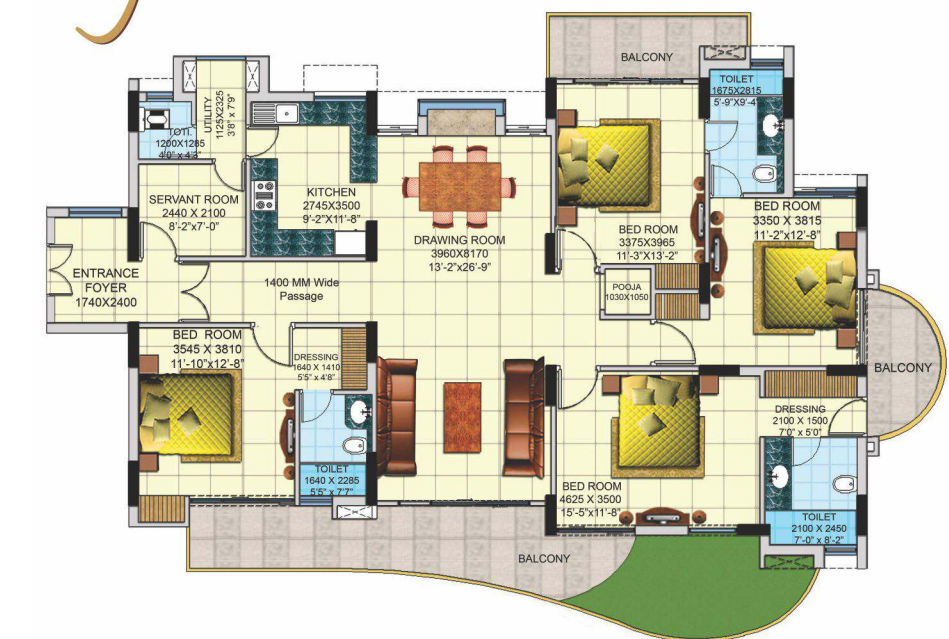 BALCONY
TOILET
1675X2815
5'-9"X9'-4"
UTILITY
1125X2325
3'8" x 7'9"
TOTI.
1200X1285
4'0" x 4'3"
SERVANT ROOM
2440 X 2100
8'-2"x7'-0"
KITCHEN
2745X3500
9'-2"X11'-8"
DRAWING ROOM
3960X8170
13'-2"x26'-9"
BED ROOM
3375X3965
11'-3"X13'-2"
BED ROOM
3350 X 3815
11'-2"x12'-8"
ENTRANCE
FOYER
1740X2400
1400 MM Wide
Passage
POOJA
1030X1050
BED ROOM
3545 X 3810
11'-10"x12'-8"
DRESSING
1640 X 1410
5'5" x 4'8"
BALCONY
DRESSING
2100 X 1500
7'0" x 5'0"
TOILET
1640 X 2285
5'5" x 7'7"
BED ROOM
4625 X 3500
15'-5"x11'-8"
TOILET
2100 X 2450
7'-0" x 8'-2"
BALCONY